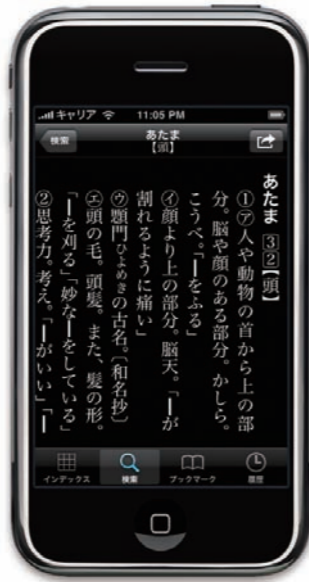 キャリア 11:05 PM
検索
あたま
【頭】
あたま ③②【頭】
①㋐人や動物の首から上の部
分。脳や顔のある部分。かしら。
こうべ。「━をふる」
㋑顔より上の部分。脳天。「━が
割れるように痛い」
㋒顖門ひよめきの古名。〔和名抄〕
㋓頭の毛。頭髪。また、髪の形。
「━を刈る」「妙な━をしている」
②思考力。考え。「━がいい」「━
インデックス
検索
ブックマーク
履歴